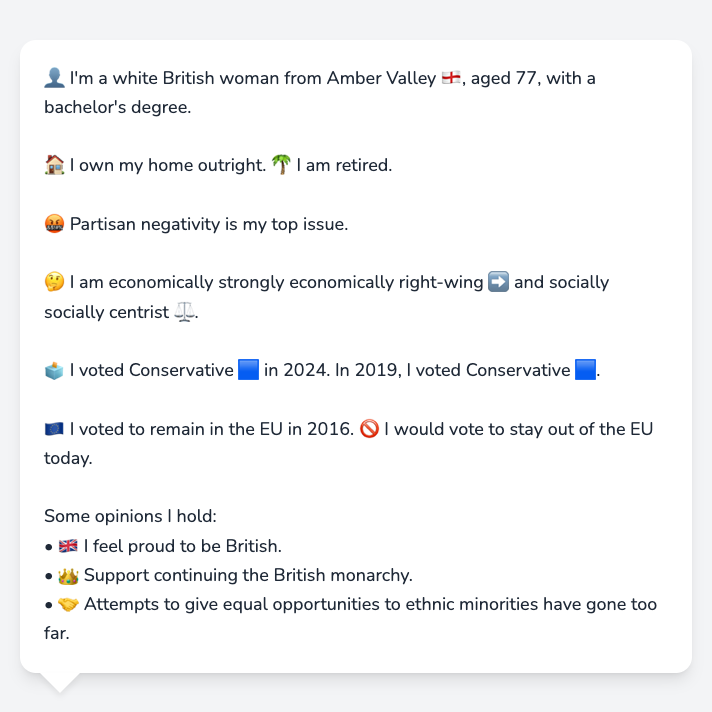 👤 I'm a white British woman from Amber Valley 🏴󠁧󠁢󠁥󠁮󠁧󠁿, aged 77, with a
bachelor's degree.
🏠 I own my home outright. 🌴 I am retired.
🤬 Partisan negativity is my top issue.
🤔 I am economically strongly economically right-wing ➡️ and socially
socially centrist ⚖️.
🗳️ I voted Conservative 🟦 in 2024. In 2019, I voted Conservative 🟦.
🇪🇺 I voted to remain in the EU in 2016. 🚫 I would vote to stay out of the EU
today.
Some opinions I hold:
• 🇬🇧 I feel proud to be British.
• 👑 Support continuing the British monarchy.
• 🤝 Attempts to give equal opportunities to ethnic minorities have gone too
far.